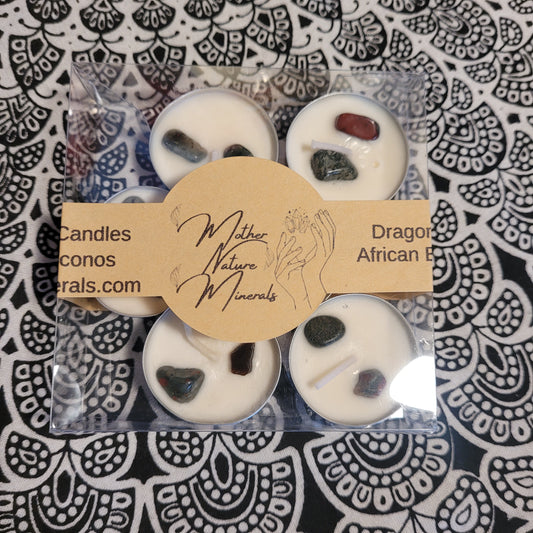 Candles
conos
erals.com
Mother
Nature
Minerals
Dragon
African B